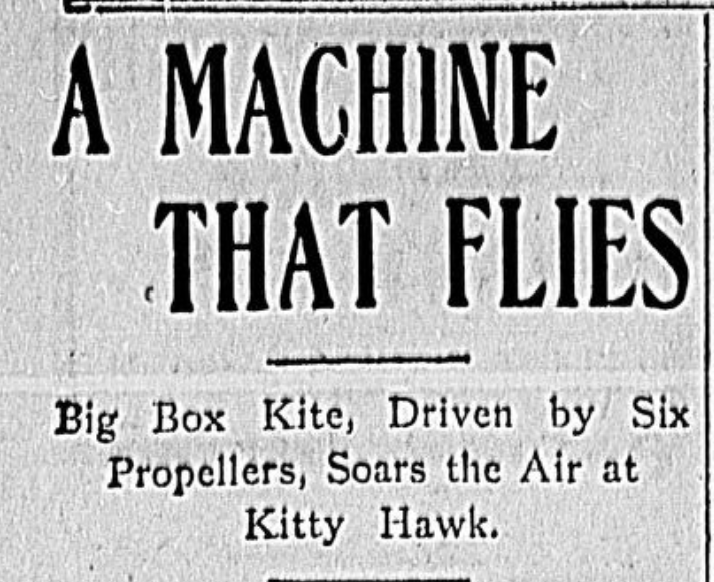 A MACHINE
THAT FLIES
Big Box Kite, Driven by Six
Propellers, Soars the Air at
Kitty Hawk.